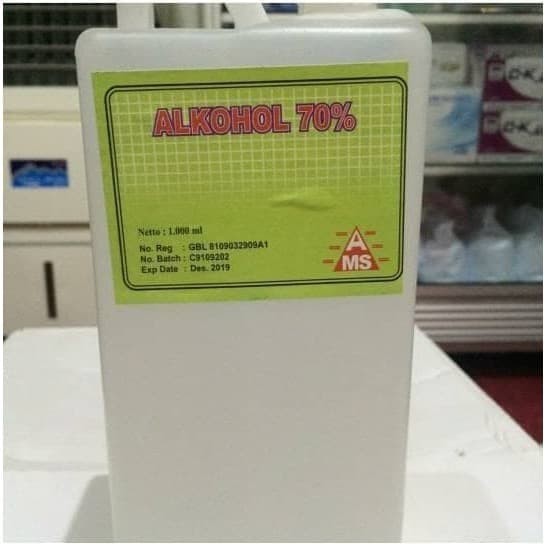 ALKOHOL 70%
Netto : 1.000 ml
No. Reg : GBL 8109032909A1
No. Batch : C9109202
Exp Date : Des. 2019
A
MS